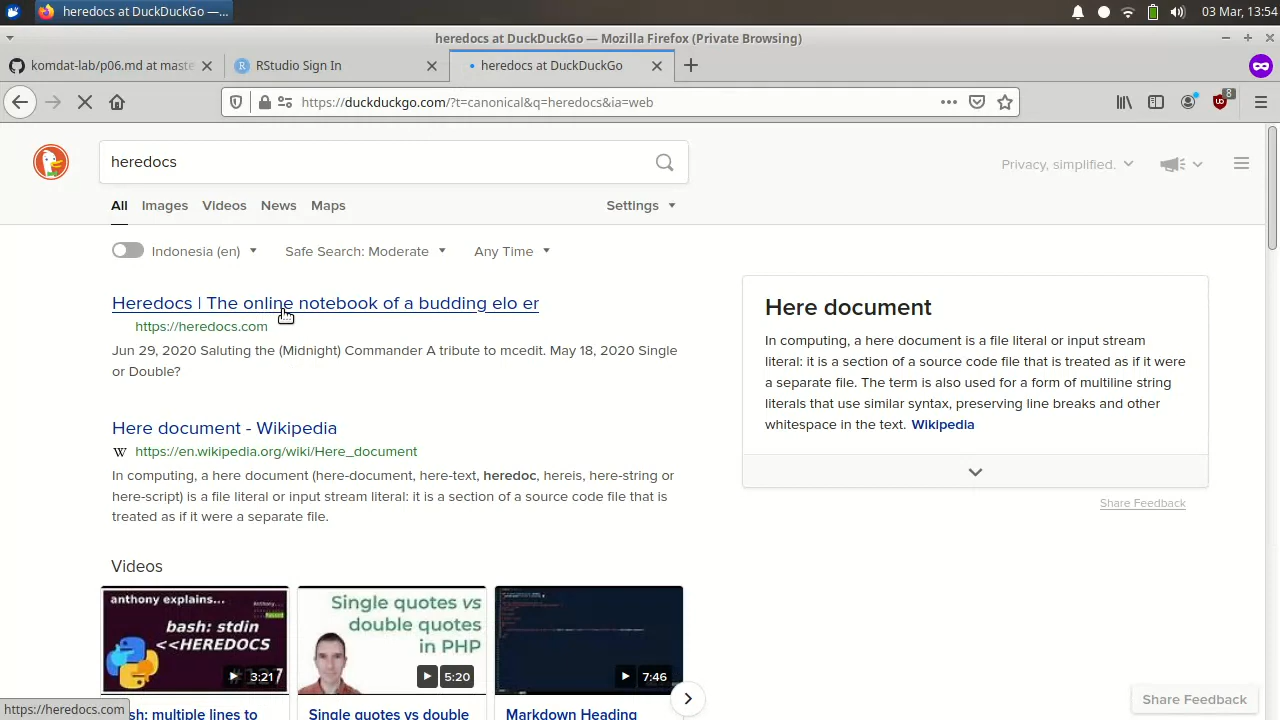 heredocs at DuckDuckGo —...
03 Mar, 13:54
heredocs at DuckDuckGo — Mozilla Firefox (Private Browsing)
komdat-lab/p06.md at maste
RStudio Sign In
heredocs at DuckDuckGo
https://duckduckgo.com/?t=canonical&q=heredocs&ia=web
8
heredocs
Privacy, simplified.
All
Images
Videos
News
Maps
Settings
Indonesia (en)
Safe Search: Moderate
Any Time
Heredocs | The online notebook of a budding elo er
https://heredocs.com
Jun 29, 2020 Saluting the (Midnight) Commander A tribute to mcedit. May 18, 2020 Single
or Double?
Here document
In computing, a here document is a file literal or input stream
literal: it is a section of a source code file that is treated as if it were
a separate file. The term is also used for a form of multiline string
literals that use similar syntax, preserving line breaks and other
whitespace in the text. Wikipedia
Share Feedback
Here document - Wikipedia
W https://en.wikipedia.org/wiki/Here_document
In computing, a here document (here-document, here-text, heredoc, hereis, here-string or
here-script) is a file literal or input stream literal: it is a section of a source code file that is
treated as if it were a separate file.
Videos
anthony explains...
bash: stdin
<<HEREDOCS
3:21
Single quotes vs
double quotes
in PHP
5:20
7:46
sh: multiple lines to
Single quotes vs double
Markdown Heading
https://heredocs.com
Share Feedback